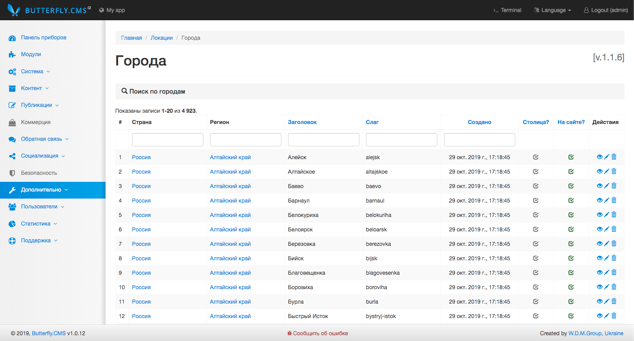 BUTTERFLY.CMS My app Terminal Language Logout (admin)
Панель приборов
Модули
Система
Контент
Публикации
Коммерция
Обратная связь
Социализация
Безопасность
Дополнительно
Пользователи
Статистика
Поддержка
Главная / Локации / Города
Города [v.1.1.6]
Поиск по городам
Показаны записи 1-20 из 4 923.
# Страна Регион Заголовок Слаг Создано Столица? На сайте? Действия
1 Россия Алтайский край Алейск alejsk 29 окт. 2019 г., 17:18:45
2 Россия Алтайский край Алтайское altajskoe 29 окт. 2019 г., 17:18:45
3 Россия Алтайский край Баево baevo 29 окт. 2019 г., 17:18:45
4 Россия Алтайский край Барнаул barnaul 29 окт. 2019 г., 17:18:45
5 Россия Алтайский край Белокуриха belokuriha 29 окт. 2019 г., 17:18:45
6 Россия Алтайский край Белоярск beloarsk 29 окт. 2019 г., 17:18:45
7 Россия Алтайский край Березовка berezovka 29 окт. 2019 г., 17:18:45
8 Россия Алтайский край Бийск bijsk 29 окт. 2019 г., 17:18:45
9 Россия Алтайский край Благовещенка blagovesenka 29 окт. 2019 г., 17:18:45
10 Россия Алтайский край Боровиха boroviha 29 окт. 2019 г., 17:18:45
11 Россия Алтайский край Бурла burla 29 окт. 2019 г., 17:18:45
12 Россия Алтайский край Быстрый Исток bystryj-istok 29 окт. 2019 г., 17:18:45
© 2019, Butterfly.CMS v1.0.12 Сообщить об ошибке Created by W.D.M.Group, Ukraine